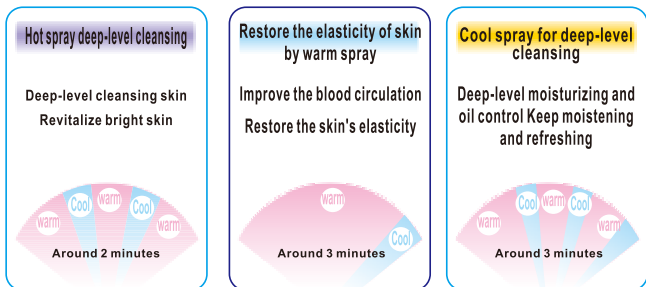 Hot spray deep-level cleansing
Deep-level cleansing skin
Revitalize bright skin
warm
Cool
warm
Cool
warm
Around 2 minutes
Restore the elasticity of skin
by warm spray
Improve the blood circulation
Restore the skin's elasticity
warm
Cool
Around 3 minutes
Cool spray for deep-level
cleansing
Deep-level moisturizing and
oil control Keep moistening
and refreshing
warm
Cool
warm
Cool
warm
Around 3 minutes